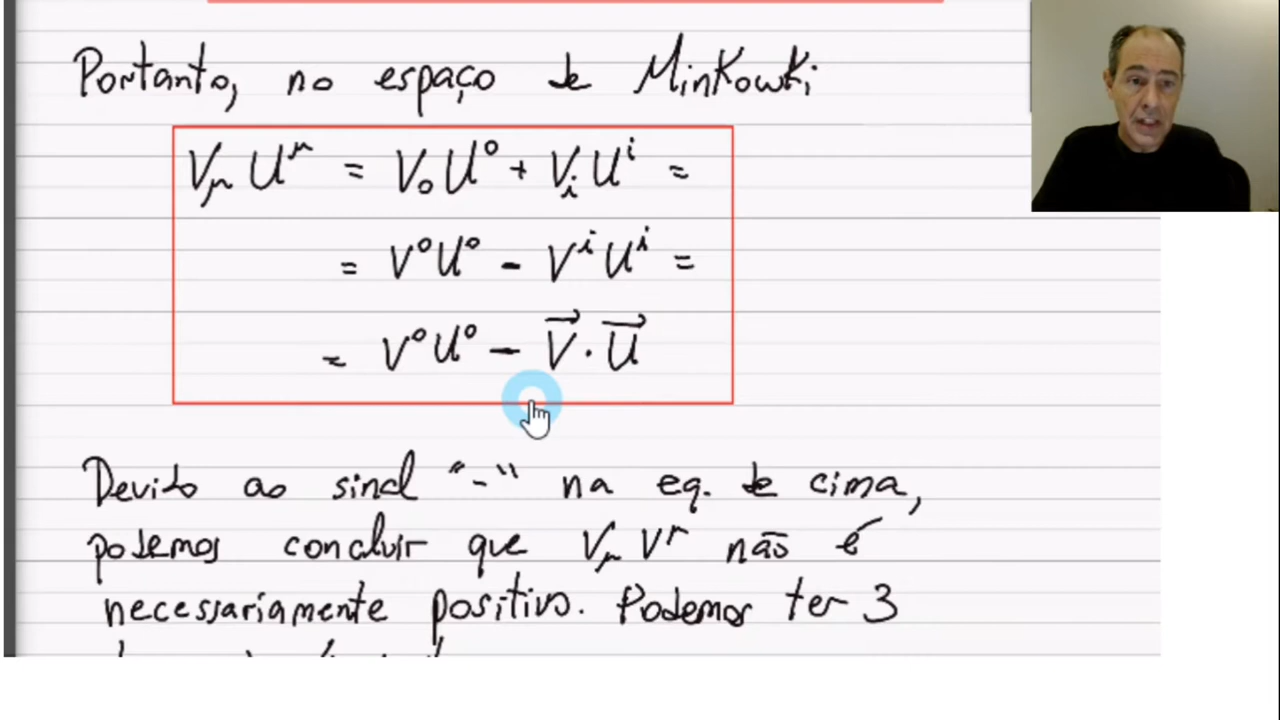 Portanto, no espaço de Minkowki
V_μ U^μ = V_0 U^0 + V_i U^i =
= V^0 U^0 - V^i U^i =
= V^0 U^0 - V⃗ · U⃗
Devido ao sinal "-" na eq. de cima,
podemos concluir que V_μ V^μ não é
necessariamente positivo. Podemos ter 3